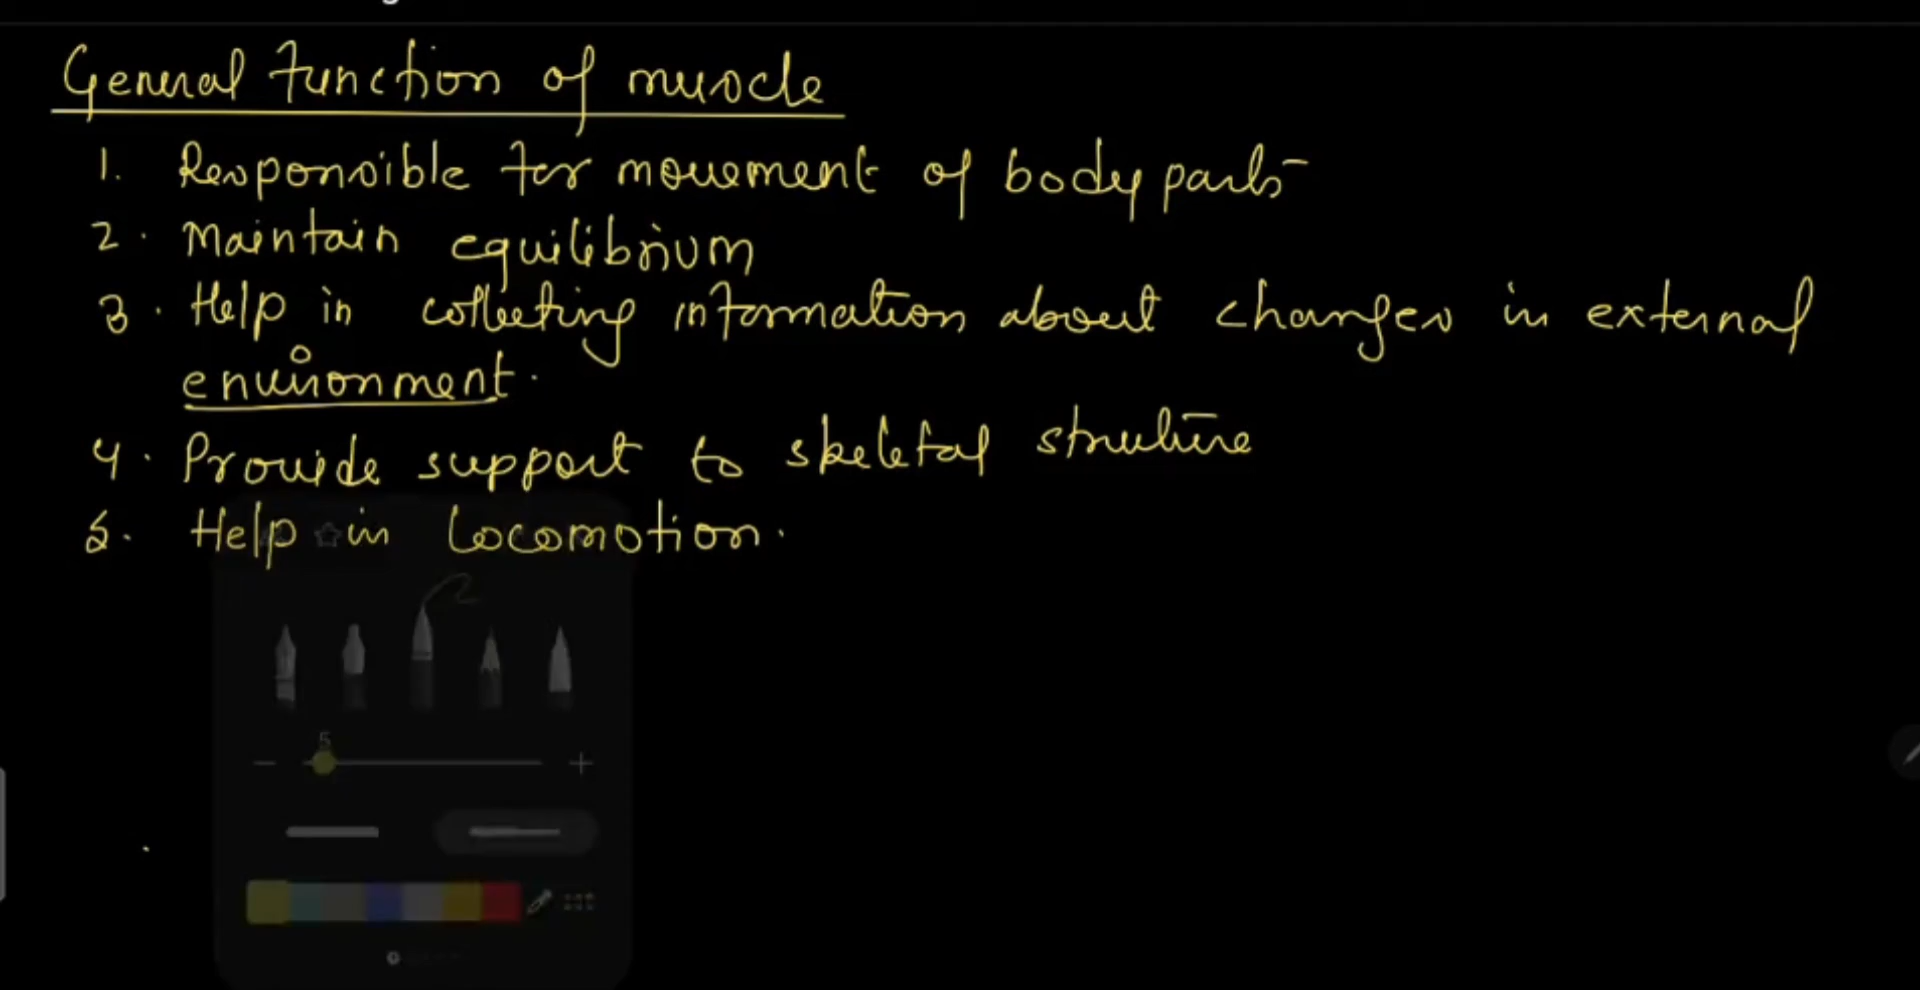 General function of muscle
1. Responsible for movement of body parts
2. Maintain equilibrium
3. Help in collecting information about changes in external
environment.
4. Provide support to skeletal structure
5. Help in locomotion.
5